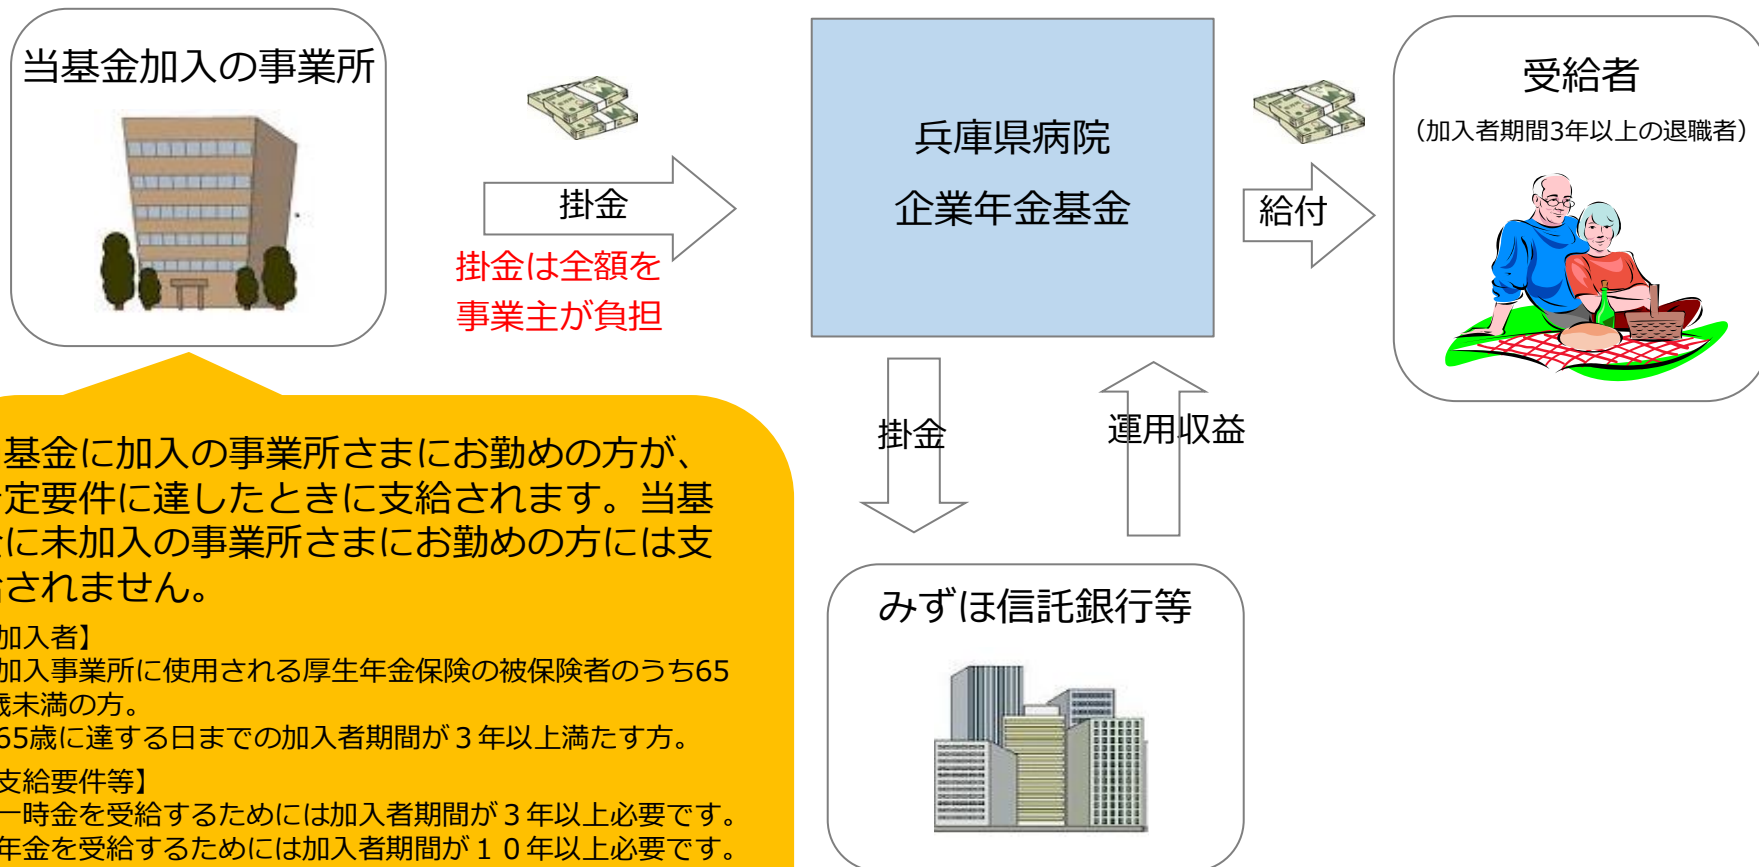 当基金加入の事業所
掛金
掛金は全額を
事業主が負担
兵庫県病院
企業年金基金
給付
受給者
（加入者期間3年以上の退職者）
掛金
運用収益
みずほ信託銀行等
基金に加入の事業所さまにお勤めの方が、
定要件に達したときに支給されます。当基
に未加入の事業所さまにお勤めの方には支
給されません。
加入者】
加入事業所に使用される厚生年金保険の被保険者のうち65
歳未満の方。
65歳に達する日までの加入者期間が３年以上満たす方。
支給要件等】
一時金を受給するためには加入者期間が３年以上必要です。
年金を受給するためには加入者期間が１０年以上必要です。